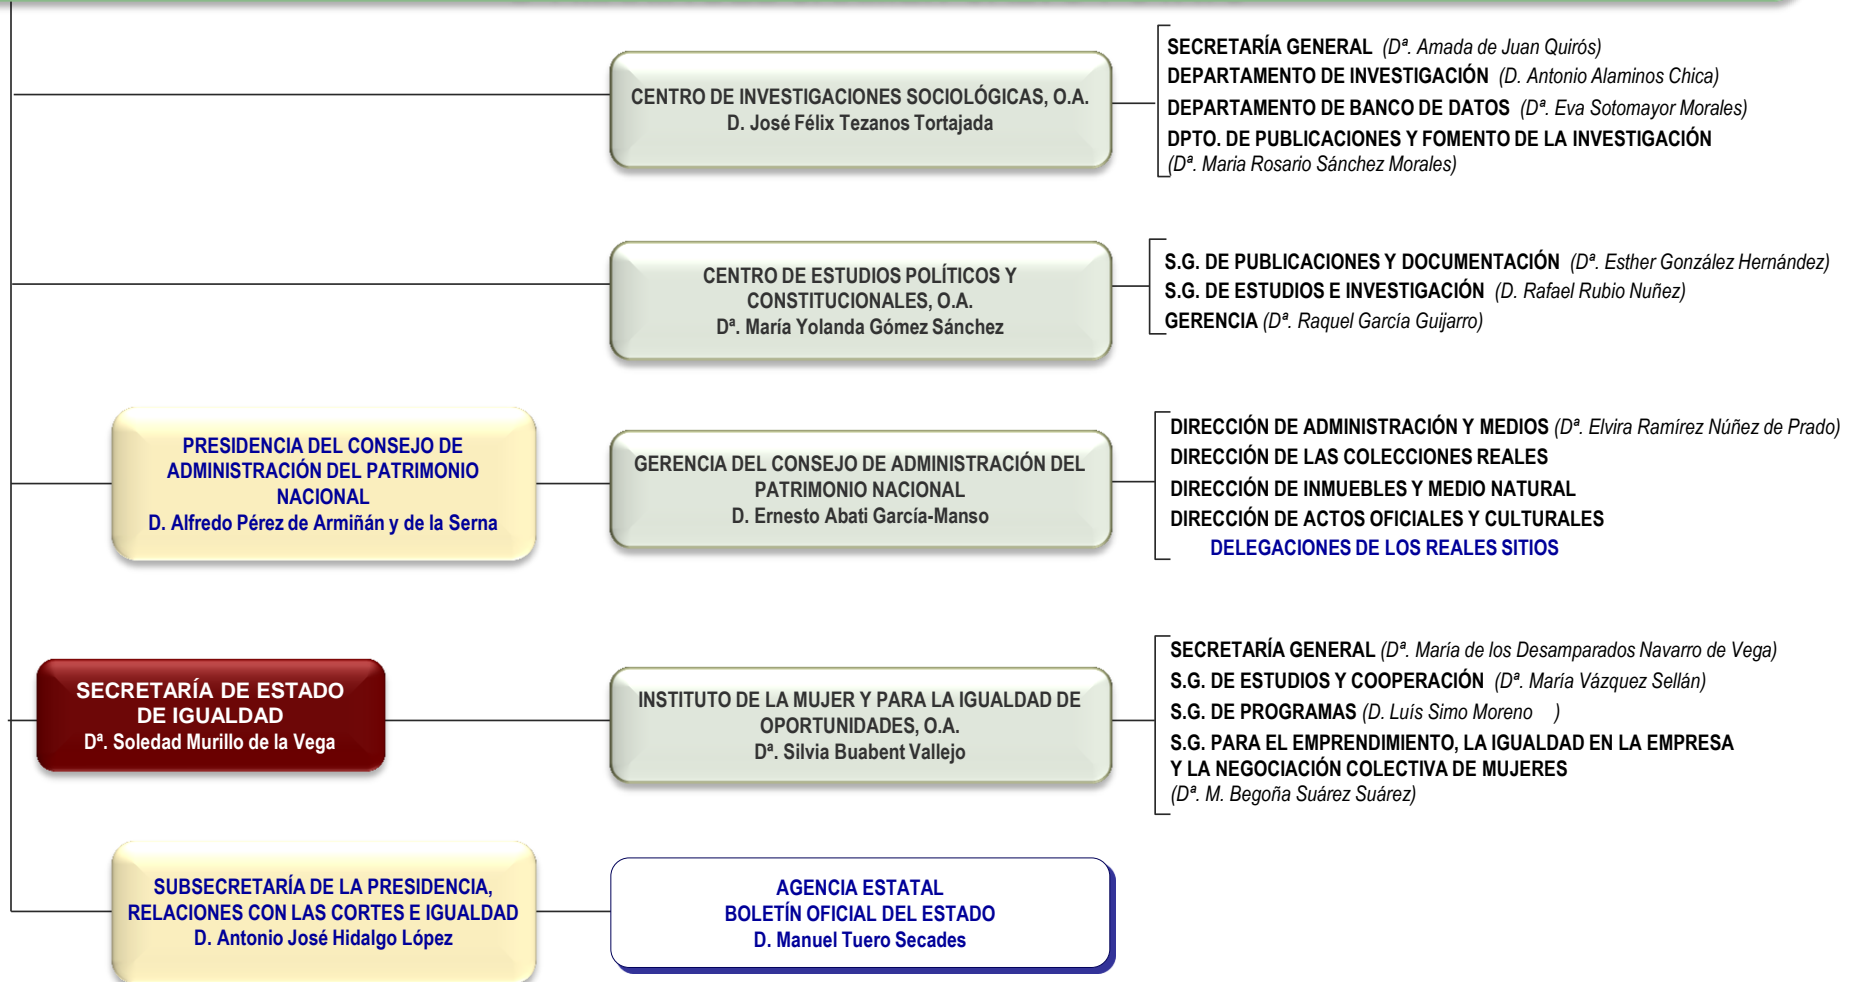 CENTRO DE INVESTIGACIONES SOCIOLÓGICAS, O.A.
D. José Félix Tezanos Tortajada
SECRETARÍA GENERAL (Dª. Amada de Juan Quirós)
DEPARTAMENTO DE INVESTIGACIÓN (D. Antonio Alaminos Chica)
DEPARTAMENTO DE BANCO DE DATOS (Dª. Eva Sotomayor Morales)
DPTO. DE PUBLICACIONES Y FOMENTO DE LA INVESTIGACIÓN
(Dª. Maria Rosario Sánchez Morales)
CENTRO DE ESTUDIOS POLÍTICOS Y
CONSTITUCIONALES, O.A.
Dª. María Yolanda Gómez Sánchez
S.G. DE PUBLICACIONES Y DOCUMENTACIÓN (Dª. Esther González Hernández)
S.G. DE ESTUDIOS E INVESTIGACIÓN (D. Rafael Rubio Nuñez)
GERENCIA (Dª. Raquel García Guijarro)
PRESIDENCIA DEL CONSEJO DE
ADMINISTRACIÓN DEL PATRIMONIO
NACIONAL
D. Alfredo Pérez de Armiñán y de la Serna
GERENCIA DEL CONSEJO DE ADMINISTRACIÓN DEL
PATRIMONIO NACIONAL
D. Ernesto Abati García-Manso
DIRECCIÓN DE ADMINISTRACIÓN Y MEDIOS (Dª. Elvira Ramírez Núñez de Prado)
DIRECCIÓN DE LAS COLECCIONES REALES
DIRECCIÓN DE INMUEBLES Y MEDIO NATURAL
DIRECCIÓN DE ACTOS OFICIALES Y CULTURALES
DELEGACIONES DE LOS REALES SITIOS
SECRETARÍA DE ESTADO
DE IGUALDAD
Dª. Soledad Murillo de la Vega
INSTITUTO DE LA MUJER Y PARA LA IGUALDAD DE
OPORTUNIDADES, O.A.
Dª. Silvia Buabent Vallejo
SECRETARÍA GENERAL (Dª. María de los Desamparados Navarro de Vega)
S.G. DE ESTUDIOS Y COOPERACIÓN (Dª. María Vázquez Sellán)
S.G. DE PROGRAMAS (D. Luís Simo Moreno )
S.G. PARA EL EMPRENDIMIENTO, LA IGUALDAD EN LA EMPRESA
Y LA NEGOCIACIÓN COLECTIVA DE MUJERES
(Dª. M. Begoña Suárez Suárez)
SUBSECRETARÍA DE LA PRESIDENCIA,
RELACIONES CON LAS CORTES E IGUALDAD
D. Antonio José Hidalgo López
AGENCIA ESTATAL
BOLETÍN OFICIAL DEL ESTADO
D. Manuel Tuero Secades